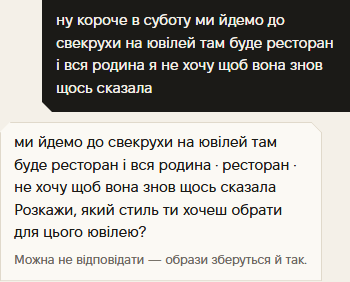 ну короче в суботу ми йдемо до
свекрухи на ювілей там буде ресторан
і вся родина я не хочу щоб вона знов
щось сказала
ми йдемо до свекрухи на ювілей там
буде ресторан і вся родина · ресторан ·
не хочу щоб вона знов щось сказала
Розкажи, який стиль ти хочеш обрати
для цього ювілею?
Можна не відповідати — образи зберуться й так.